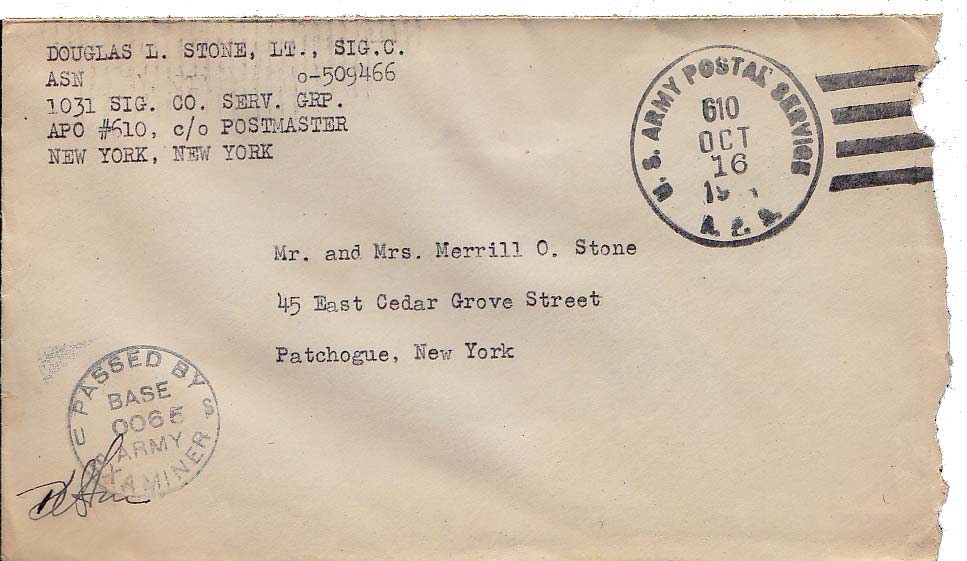 DOUGLAS L. STONE, LT., SIG.C.
ASN o-509466
1031 SIG. CO. SERV. GRP.
APO #610, c/o POSTMASTER
NEW YORK, NEW YORK
U. S. ARMY POSTAL SERVICE
610
OCT
16
A. P. O.
Mr. and Mrs. Merrill O. Stone
45 East Cedar Grove Street
Patchogue, New York
PASSED BY
U S
BASE
0065
ARMY
EXAMINER